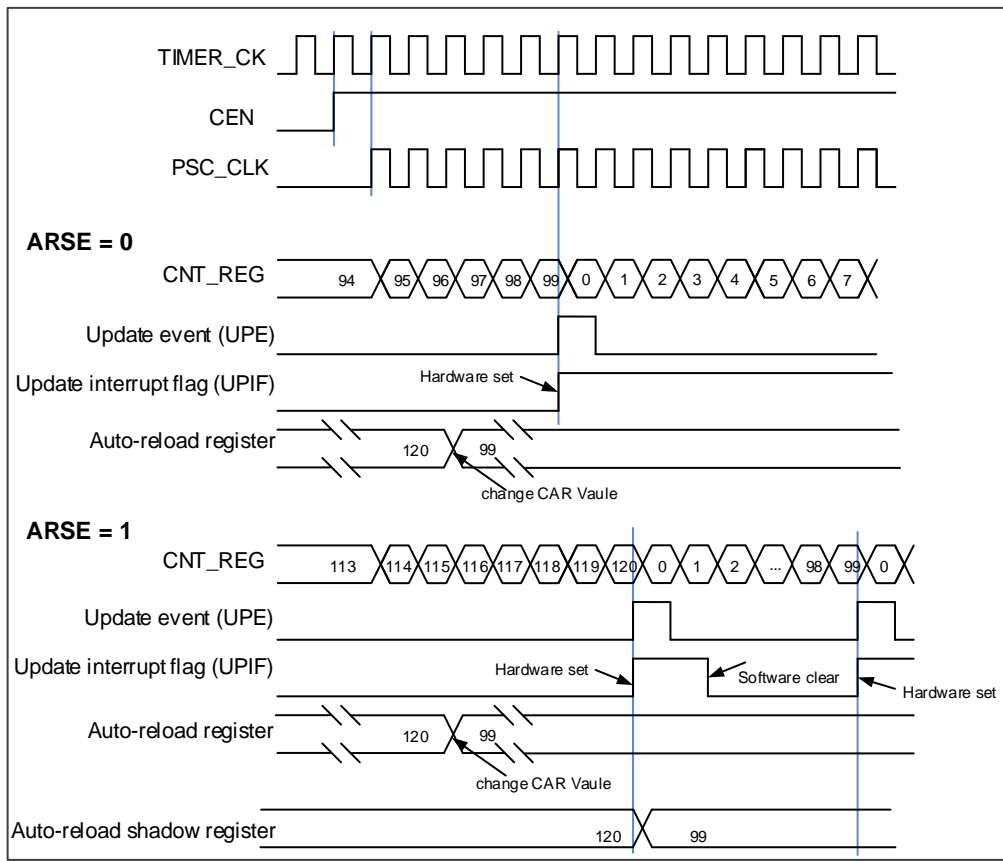 TIMER_CK
CEN
PSC_CLK
ARSE = 0
CNT_REG 94 95 96 97 98 99 0 1 2 3 4 5 6 7
Update event (UPE)
Update interrupt flag (UPIF) Hardware set
Auto-reload register 120 99
change CAR Vaule
ARSE = 1
CNT_REG 113 114 115 116 117 118 119 120 0 1 2 ... 98 99 0
Update event (UPE)
Update interrupt flag (UPIF) Hardware set Software clear Hardware set
Auto-reload register 120 99
change CAR Vaule
Auto-reload shadow register 120 99